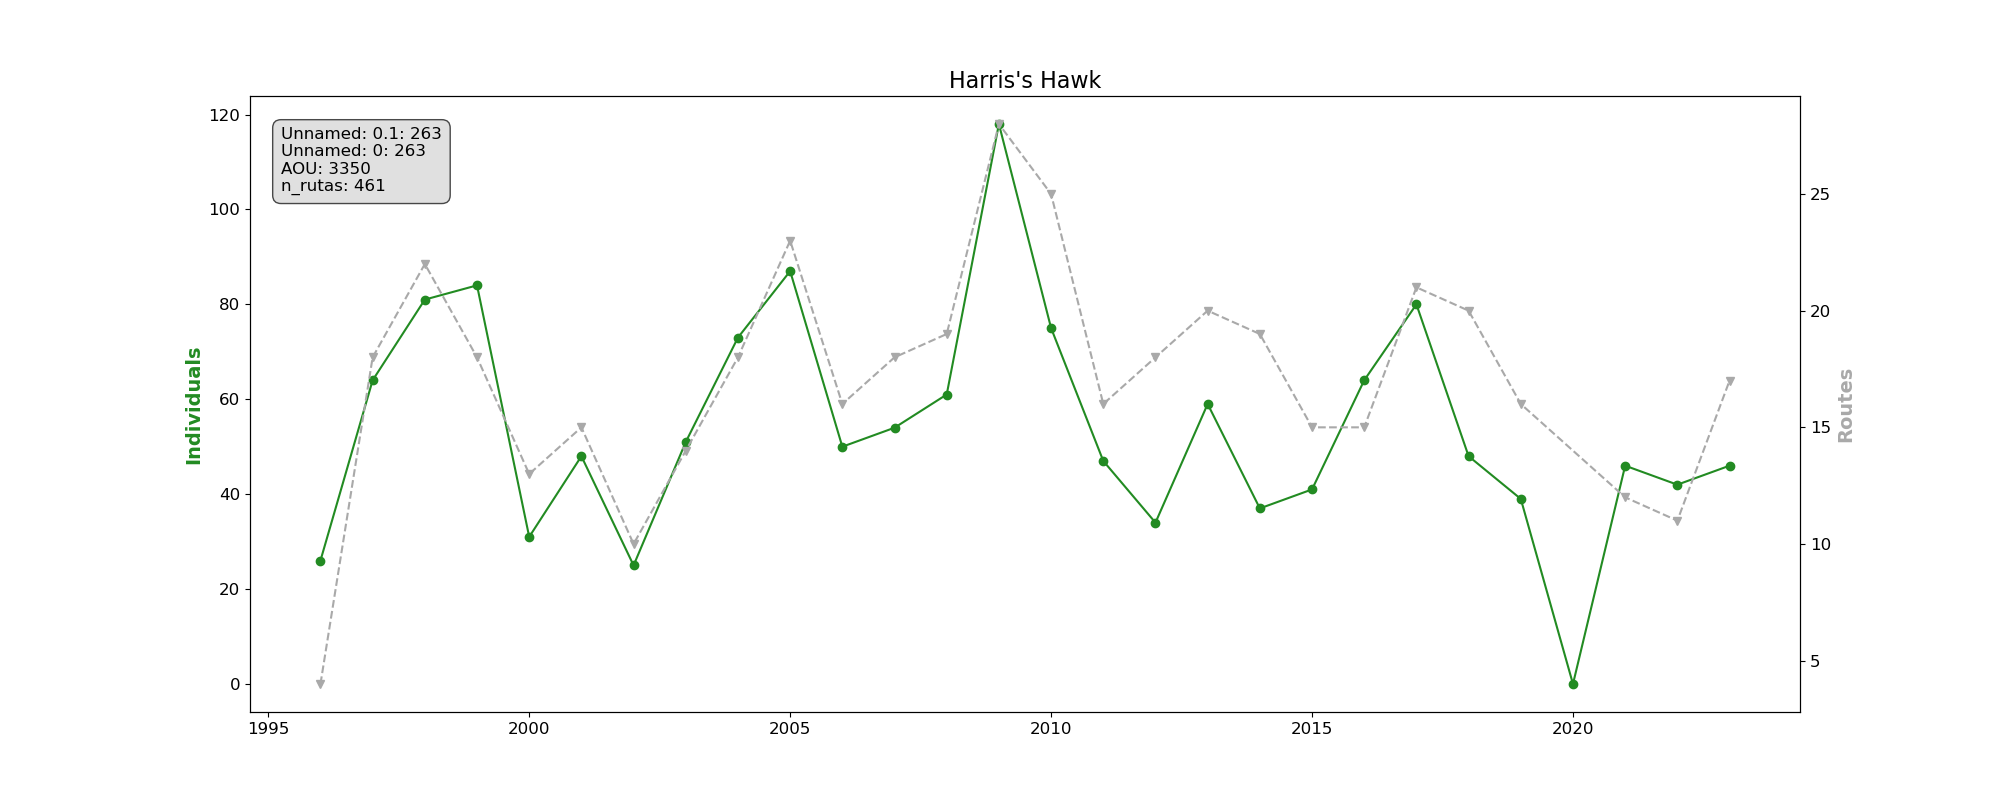 Harris's Hawk
Unnamed: 0.1: 263
Unnamed: 0: 263
AOU: 3350
n_rutas: 461
120
100
80
60
40
20
0
Individuals
25
20
15
10
5
Routes
1995 2000 2005 2010 2015 2020